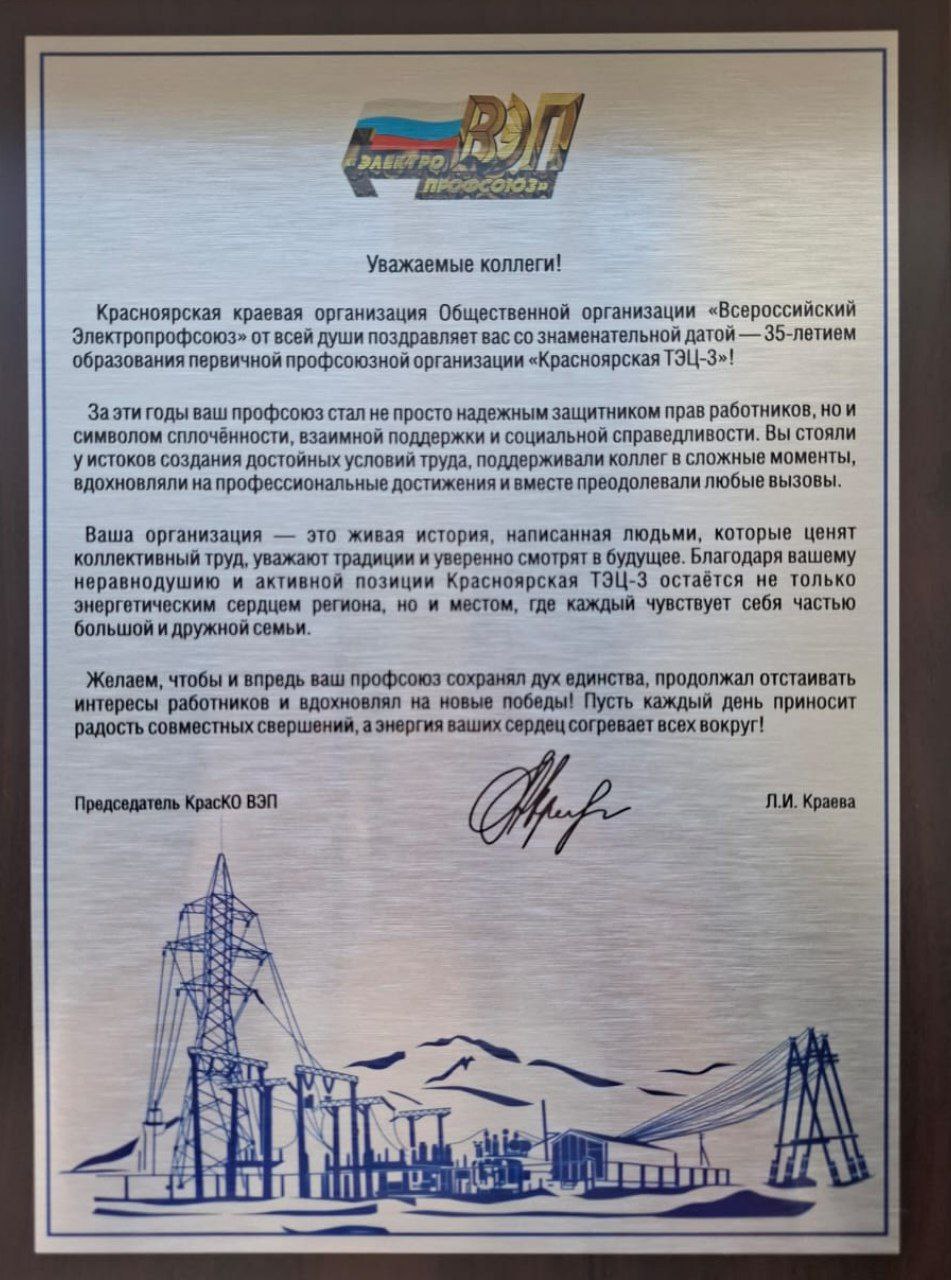 ВЭП
«ЭЛЕКТРО
ПРОФСОЮЗ»
Уважаемые коллеги!
Красноярская краевая организация Общественной организации «Всероссийский
Электропрофсоюз» от всей души поздравляет вас со знаменательной датой — 35-летием
образования первичной профсоюзной организации «Красноярская ТЭЦ-3»!
За эти годы ваш профсоюз стал не просто надежным защитником прав работников, но и
символом сплочённости, взаимной поддержки и социальной справедливости. Вы стояли
у истоков создания достойных условий труда, поддерживали коллег в сложные моменты,
вдохновляли на профессиональные достижения и вместе преодолевали любые вызовы.
Ваша организация — это живая история, написанная людьми, которые ценят
коллективный труд, уважают традиции и уверенно смотрят в будущее. Благодаря вашему
неравнодушию и активной позиции Красноярская ТЭЦ-3 остаётся не только
энергетическим сердцем региона, но и местом, где каждый чувствует себя частью
большой и дружной семьи.
Желаем, чтобы и впредь ваш профсоюз сохранял дух единства, продолжал отстаивать
интересы работников и вдохновлял на новые победы! Пусть каждый день приносит
радость совместных свершений, а энергия ваших сердец согревает всех вокруг!
Председатель КрасКО ВЭП Л.И. Краева